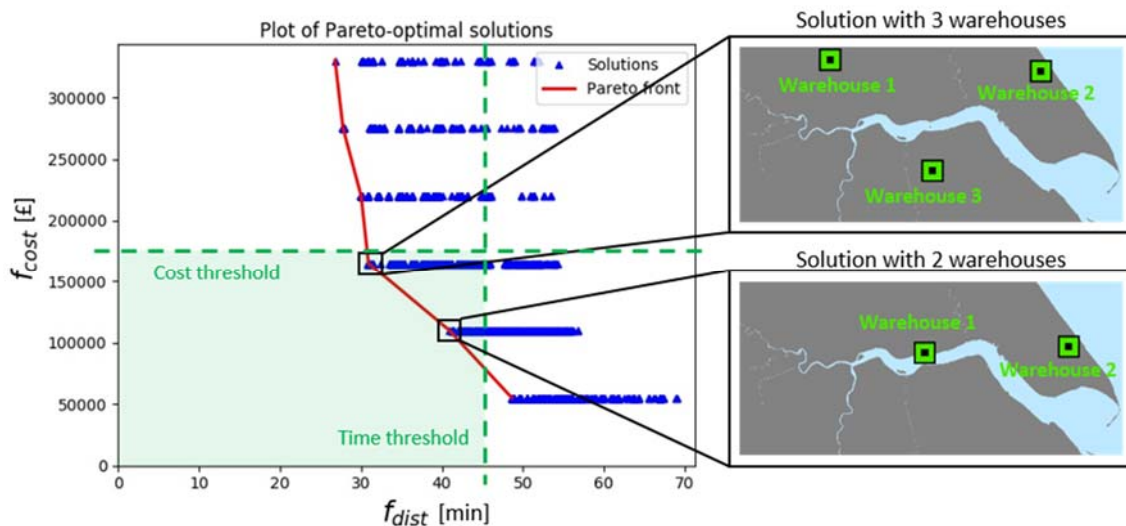 Plot of Pareto-optimal solutions
Solutions
Pareto front
300000
250000
200000
150000
100000
50000
0
f_cost [£]
Cost threshold
Time threshold
0 10 20 30 40 50 60 70
f_dist [min]
Solution with 3 warehouses
Warehouse 1
Warehouse 2
Warehouse 3
Solution with 2 warehouses
Warehouse 1
Warehouse 2